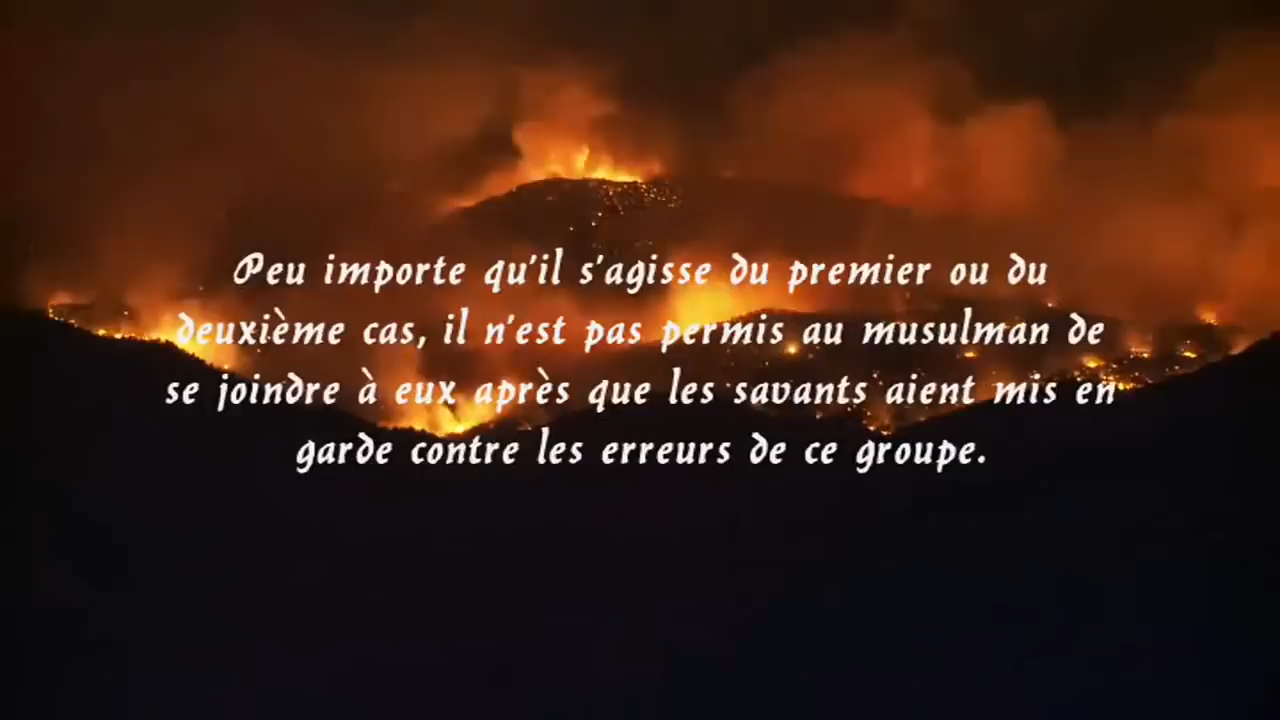 Peu importe qu'il s'agisse du premier ou du
deuxième cas, il n'est pas permis au musulman de
se joindre à eux après que les savants aient mis en
garde contre les erreurs de ce groupe.